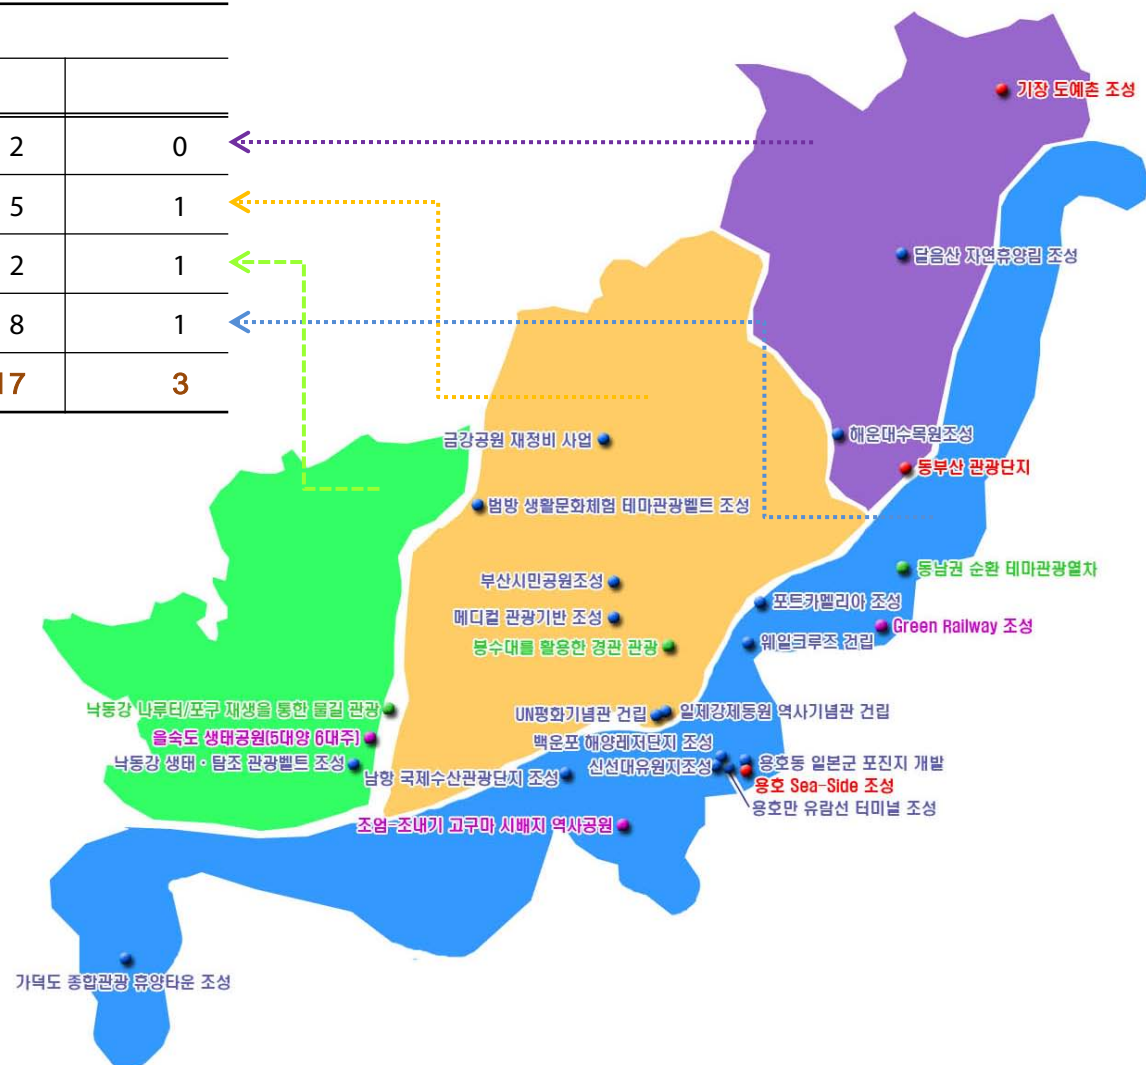 2 0
5 1
2 1
8 1
17 3
기장 도예촌 조성
달음산 자연휴양림 조성
해운대수목원조성
금강공원 재정비 사업
동부산 관광단지
범방 생활문화체험 테마관광벨트 조성
동남권 순환 테마관광열차
부산시민공원조성
포트카멜리아 조성
메디컬 관광기반 조성
Green Railway 조성
웨일크루즈 건립
봉수대를 활용한 경관 관광
낙동강 나루터/포구 재생을 통한 물길 관광
UN평화기념관 건립
일제강제동원 역사기념관 건립
을숙도 생태공원(5대양 6대주)
백운포 해양레저단지 조성
낙동강 생태·탐조 관광벨트 조성
남항 국제수산관광단지 조성
신선대유원지조성
용호동 일본군 포진지 개발
용호 Sea-Side 조성
용호만 유람선 터미널 조성
조엄-조내기 고구마 시배지 역사공원
가덕도 종합관광 휴양타운 조성